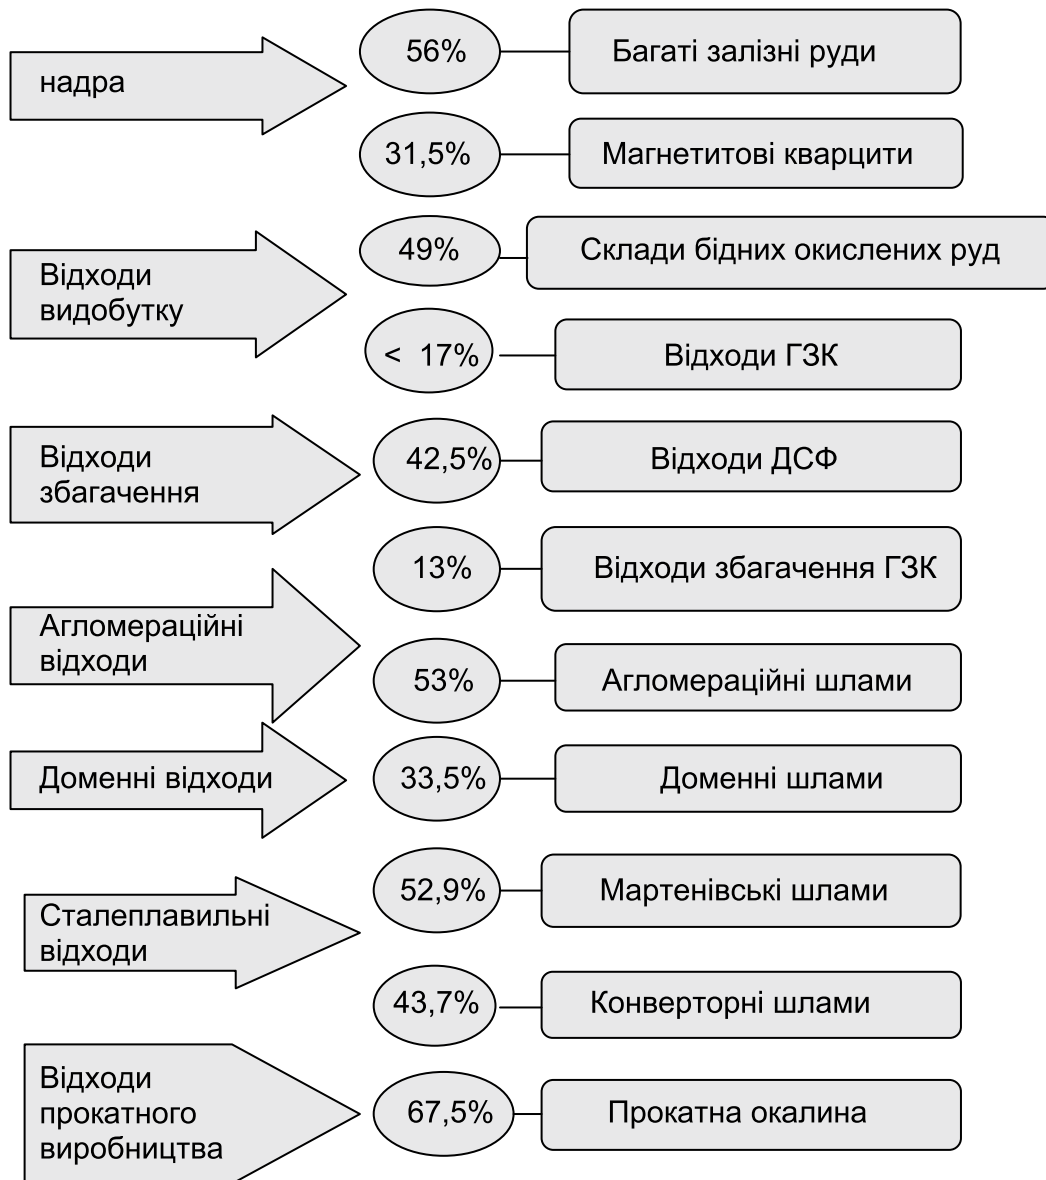 надра
56%
Багаті залізні руди
31,5%
Магнетитові кварцити
Відходи
видобутку
49%
Склади бідних окислених руд
< 17%
Відходи ГЗК
Відходи
збагачення
42,5%
Відходи ДСФ
13%
Відходи збагачення ГЗК
Агломераційні
відходи
53%
Агломераційні шлами
Доменні відходи
33,5%
Доменні шлами
Сталеплавильні
відходи
52,9%
Мартенівські шлами
43,7%
Конверторні шлами
Відходи
прокатного
виробництва
67,5%
Прокатна окалина